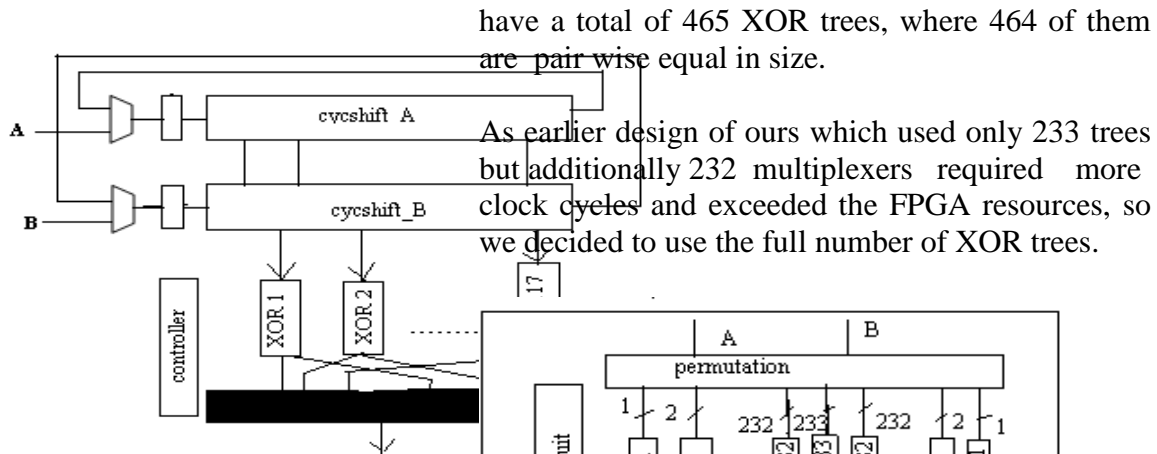 have a total of 465 XOR trees, where 464 of them
are pair wise equal in size.
As earlier design of ours which used only 233 trees
but additionally 232 multiplexers required more
clock cycles and exceeded the FPGA resources, so
we decided to use the full number of XOR trees.
A
cycshift A
B
cycshift_B
controller
XOR 1
XOR 2
17
A
B
permutation
1
2
232
233
232
2
1